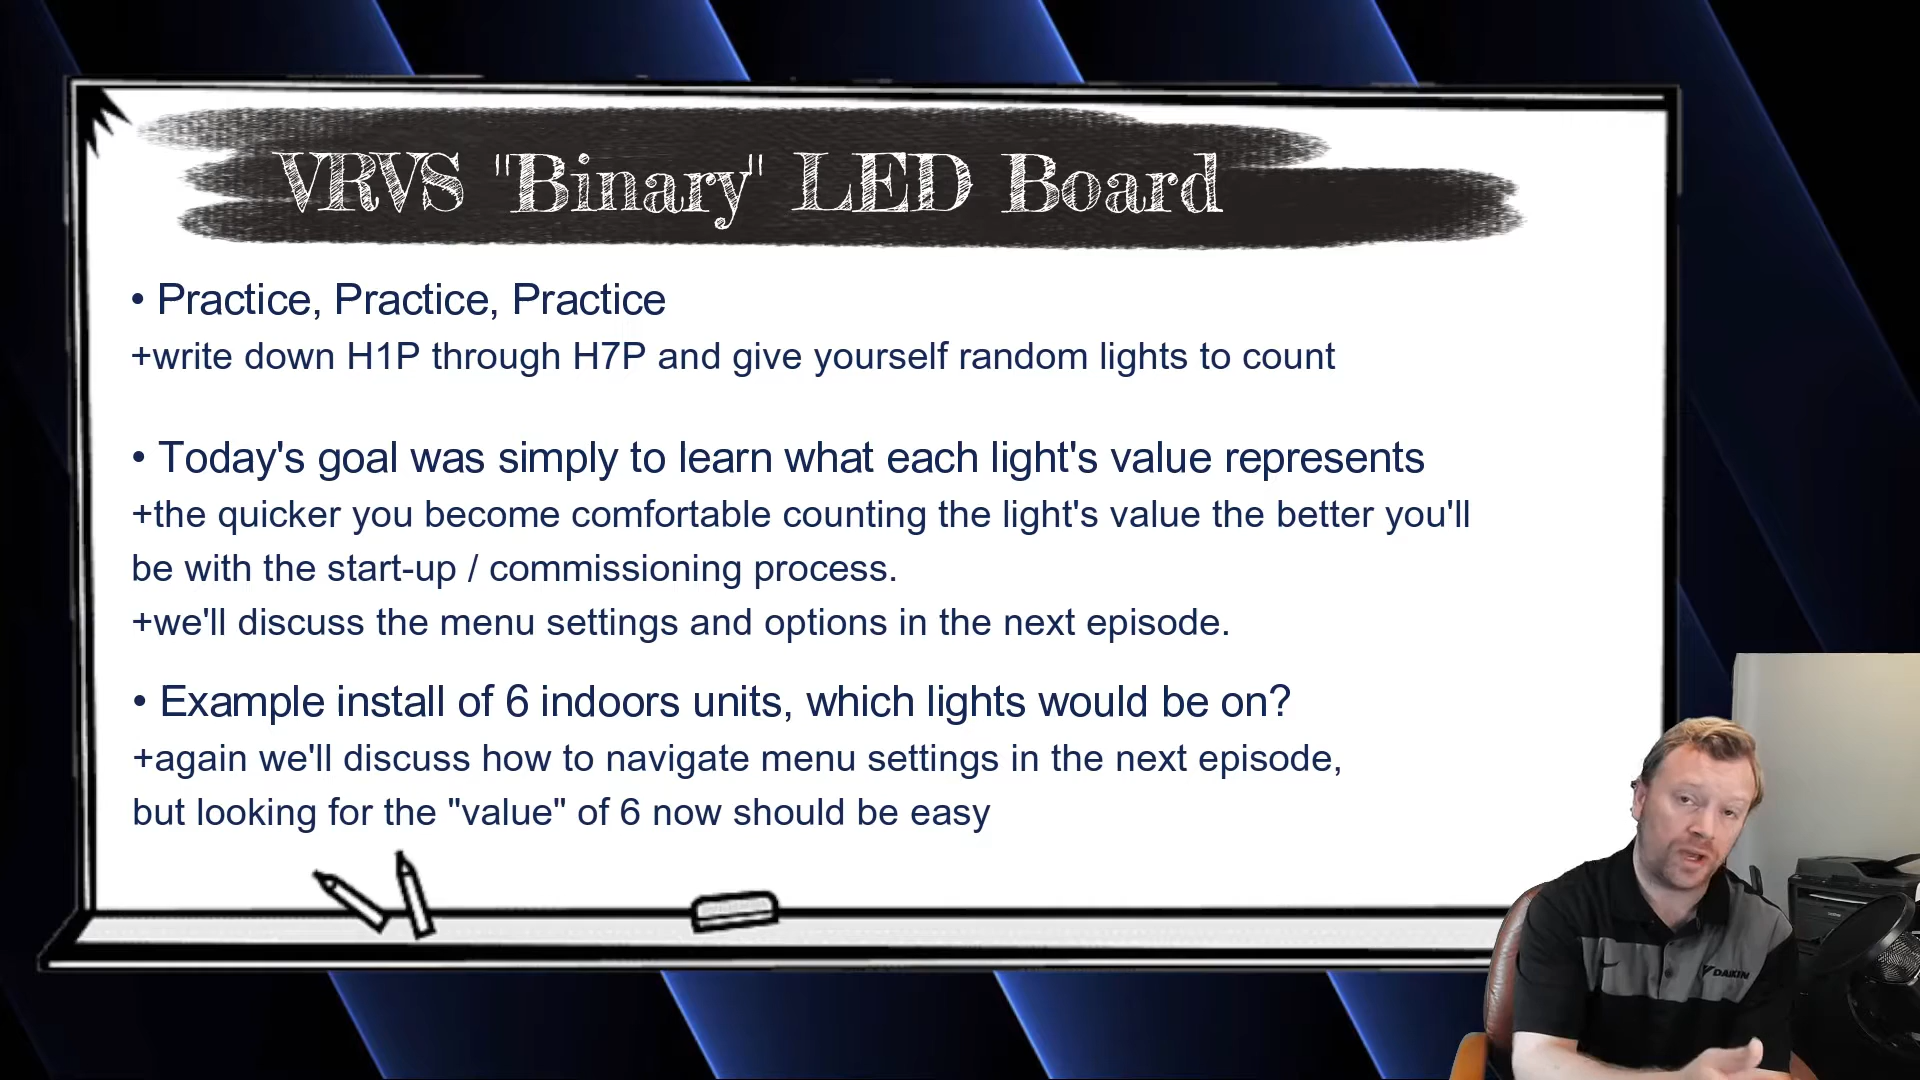 VRVS "Binary" LED Board
• Practice, Practice, Practice
+write down H1P through H7P and give yourself random lights to count
• Today's goal was simply to learn what each light's value represents
+the quicker you become comfortable counting the light's value the better you'll
be with the start-up / commissioning process.
+we'll discuss the menu settings and options in the next episode.
• Example install of 6 indoors units, which lights would be on?
+again we'll discuss how to navigate menu settings in the next episode,
but looking for the "value" of 6 now should be easy
DAIKIN